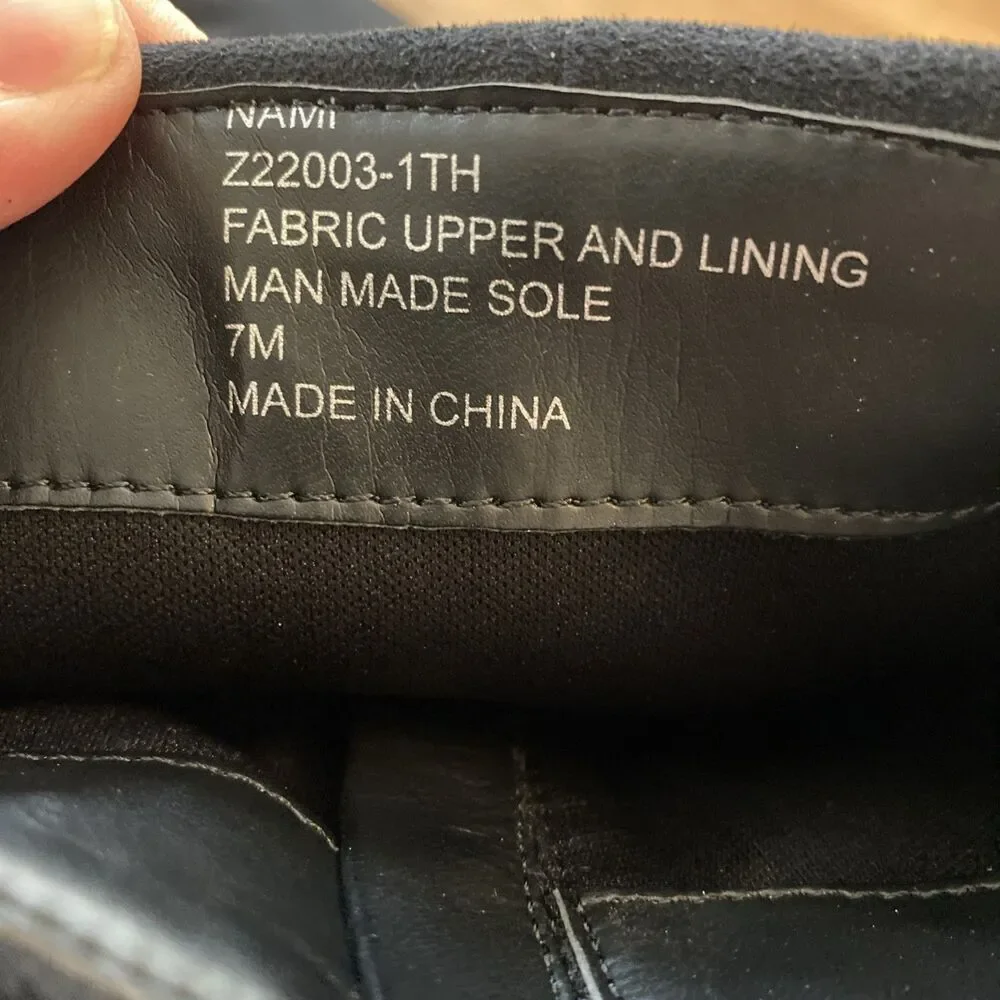 NAMI
Z22003-1TH
FABRIC UPPER AND LINING
MAN MADE SOLE
7M
MADE IN CHINA